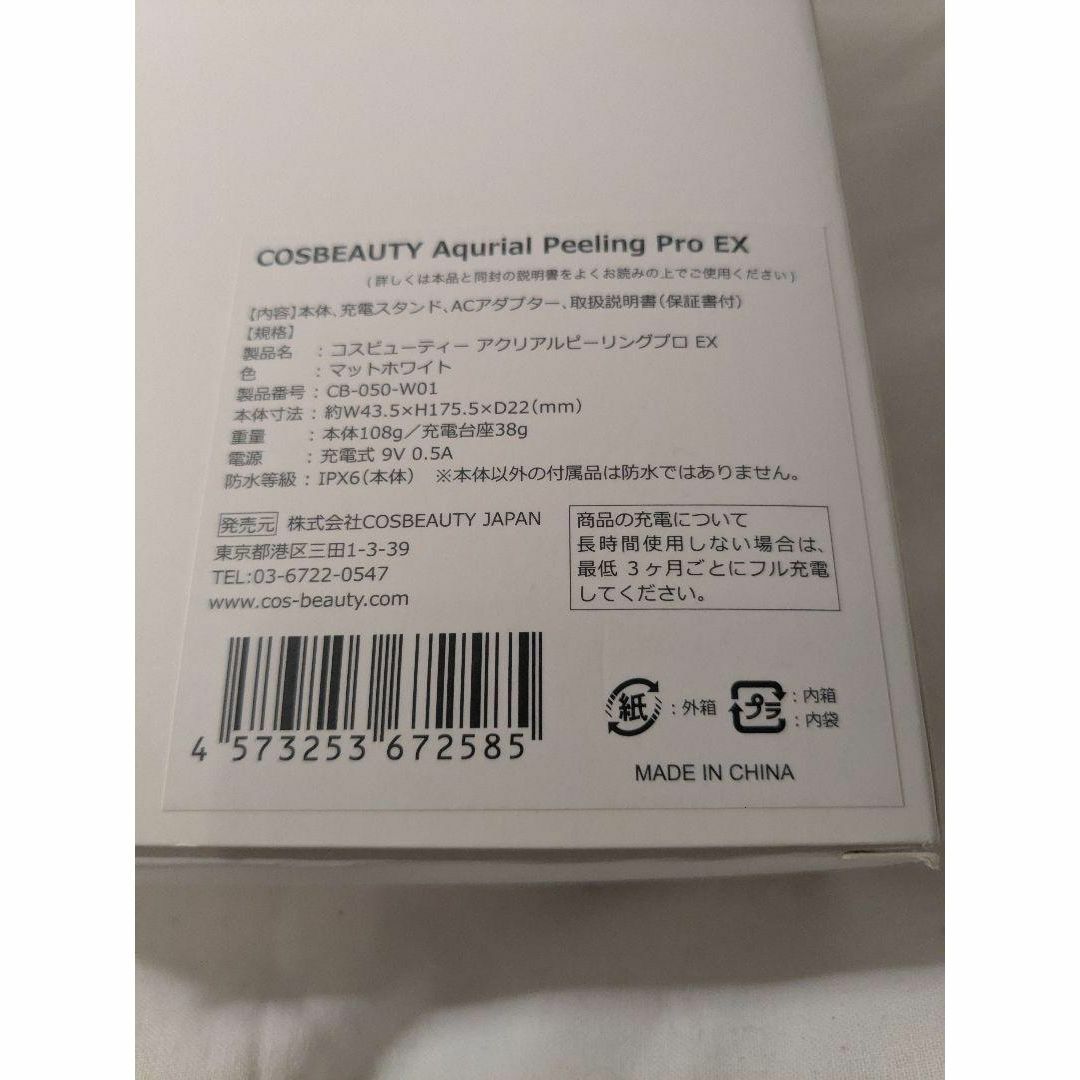 COSBEAUTY Aqurial Peeling Pro EX
(詳しくは本品と同封の説明書をよくお読みの上でご使用ください)
【内容】本体、充電スタンド、ACアダプター、取扱説明書(保証書付)
【規格】
製品名 : コスビューティー アクリアルピーリングプロ EX
色 : マットホワイト
製品番号 : CB-050-W01
本体寸法 : 約W43.5×H175.5×D22(mm)
重量 : 本体108g/充電台座38g
電源 : 充電式 9V 0.5A
防水等級 : IPX6(本体) ※本体以外の付属品は防水ではありません。
発売元 株式会社COSBEAUTY JAPAN
東京都港区三田1-3-39
TEL:03-6722-0547
www.cos-beauty.com
商品の充電について
長時間使用しない場合は、
最低 3ヶ月ごとにフル充電
してください。
4 573253 672585
紙 : 外箱
プラ : 内箱
: 内袋
MADE IN CHINA